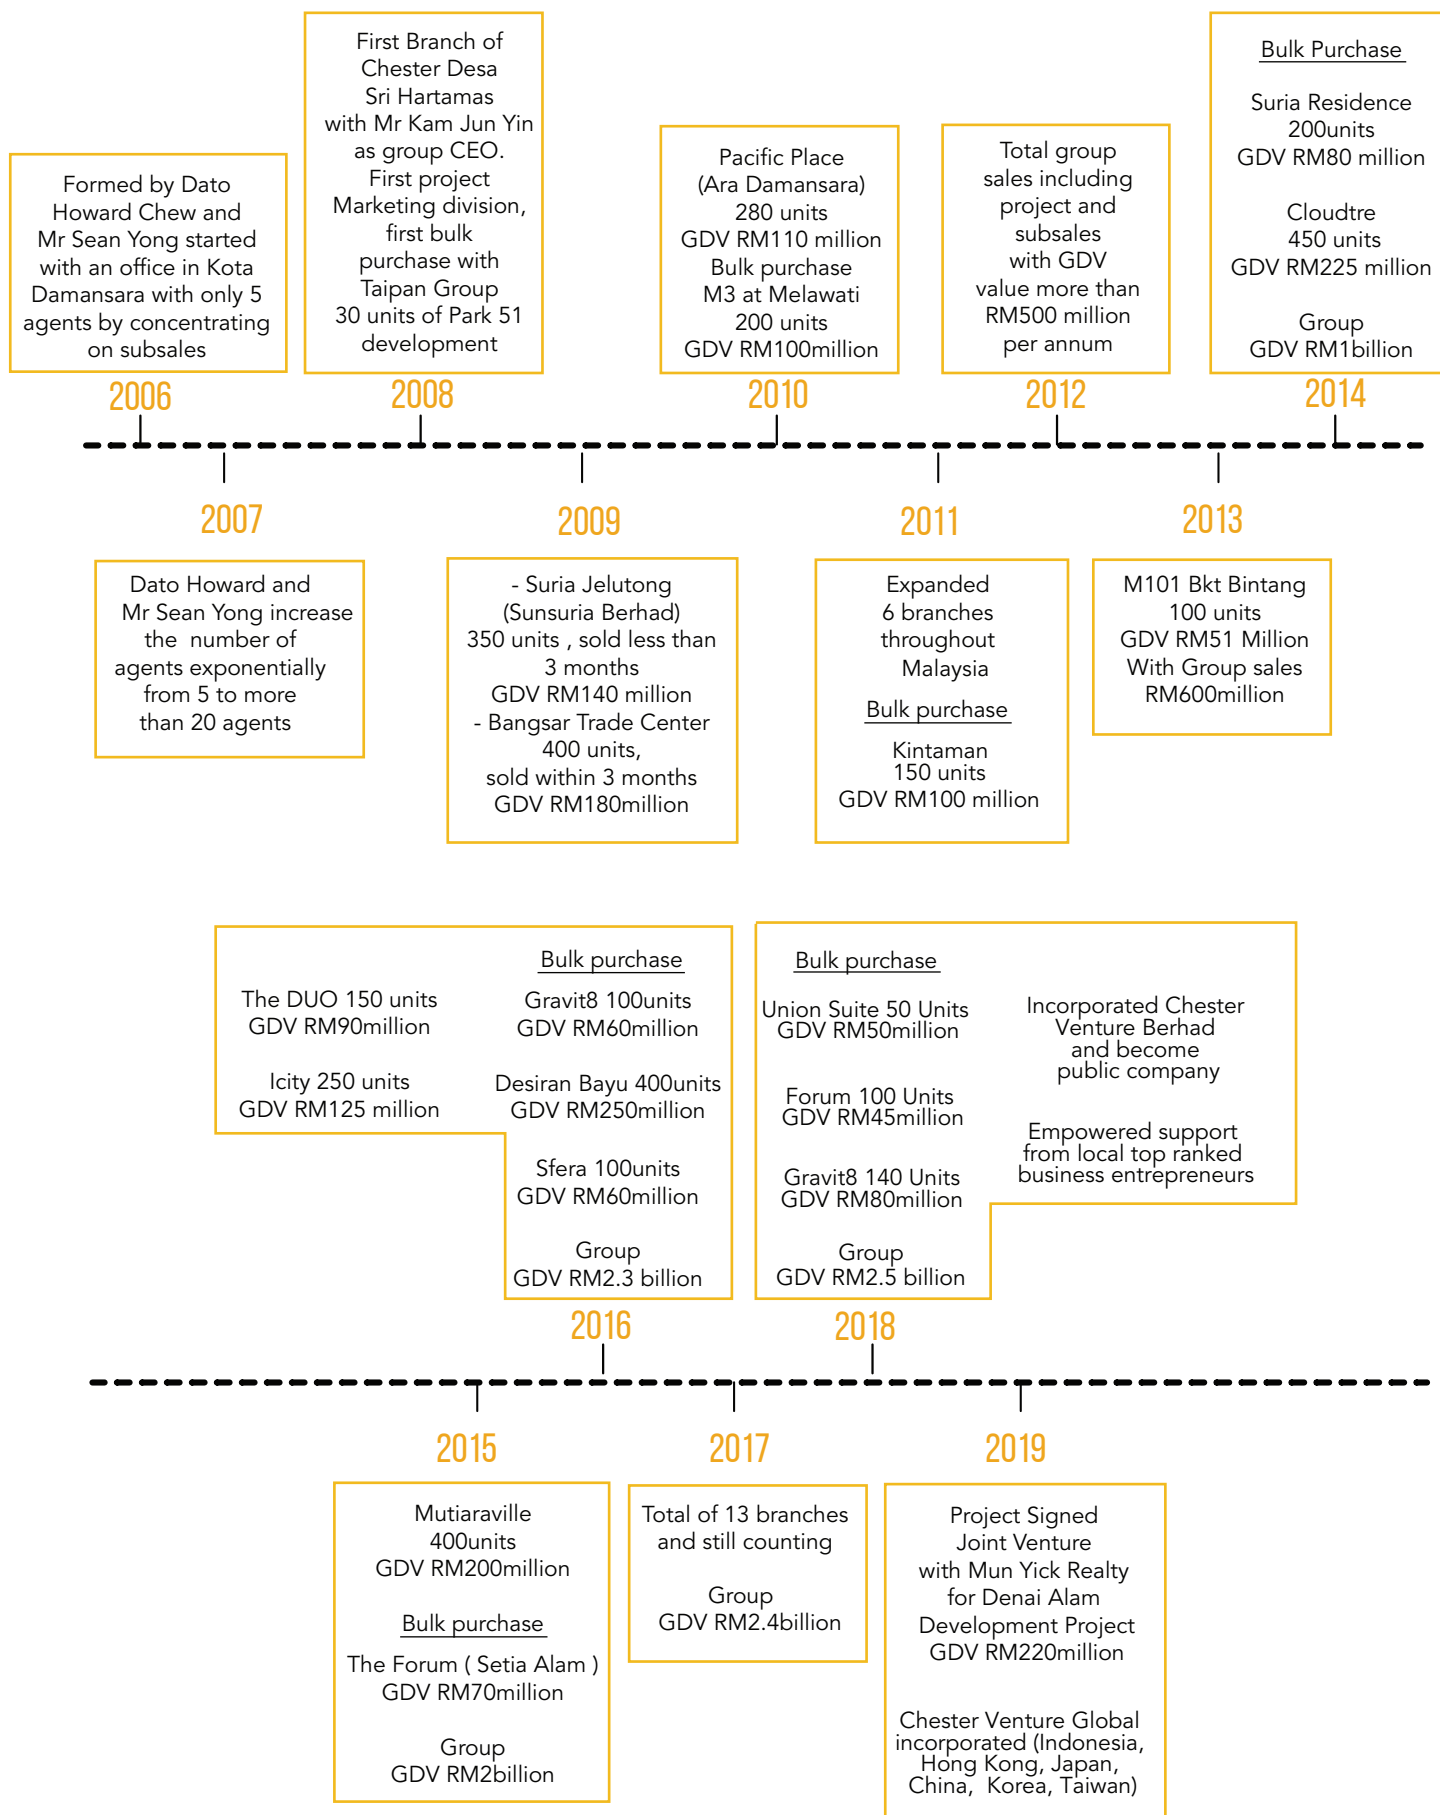 Formed by Dato
Howard Chew and
Mr Sean Yong started
with an office in Kota
Damansara with only 5
agents by concentrating
on subsales
2006
First Branch of
Chester Desa
Sri Hartamas
with Mr Kam Jun Yin
as group CEO.
First project
Marketing division,
first bulk
purchase with
Taipan Group
30 units of Park 51
development
2008
Pacific Place
(Ara Damansara)
280 units
GDV RM110 million
Bulk purchase
M3 at Melawati
200 units
GDV RM100million
2010
Total group
sales including
project and
subsales
with GDV
value more than
RM500 million
per annum
2012
Bulk Purchase
Suria Residence
200units
GDV RM80 million
Cloudtre
450 units
GDV RM225 million
Group
GDV RM1billion
2014
2007
Dato Howard and
Mr Sean Yong increase
the number of
agents exponentially
from 5 to more
than 20 agents
2009
- Suria Jelutong
(Sunsuria Berhad)
350 units , sold less than
3 months
GDV RM140 million
- Bangsar Trade Center
400 units,
sold within 3 months
GDV RM180million
2011
Expanded
6 branches
throughout
Malaysia
Bulk purchase
Kintaman
150 units
GDV RM100 million
2013
M101 Bkt Bintang
100 units
GDV RM51 Million
With Group sales
RM600million
The DUO 150 units
GDV RM90million
Icity 250 units
GDV RM125 million
Bulk purchase
Gravit8 100units
GDV RM60million
Desiran Bayu 400units
GDV RM250million
Sfera 100units
GDV RM60million
Group
GDV RM2.3 billion
2016
Bulk purchase
Union Suite 50 Units
GDV RM50million
Forum 100 Units
GDV RM45million
Gravit8 140 Units
GDV RM80million
Group
GDV RM2.5 billion
Incorporated Chester
Venture Berhad
and become
public company
Empowered support
from local top ranked
business entrepreneurs
2018
2015
Mutiaraville
400units
GDV RM200million
Bulk purchase
The Forum ( Setia Alam )
GDV RM70million
Group
GDV RM2billion
2017
Total of 13 branches
and still counting
Group
GDV RM2.4billion
2019
Project Signed
Joint Venture
with Mun Yick Realty
for Denai Alam
Development Project
GDV RM220million
Chester Venture Global
incorporated (Indonesia,
Hong Kong, Japan,
China, Korea, Taiwan)